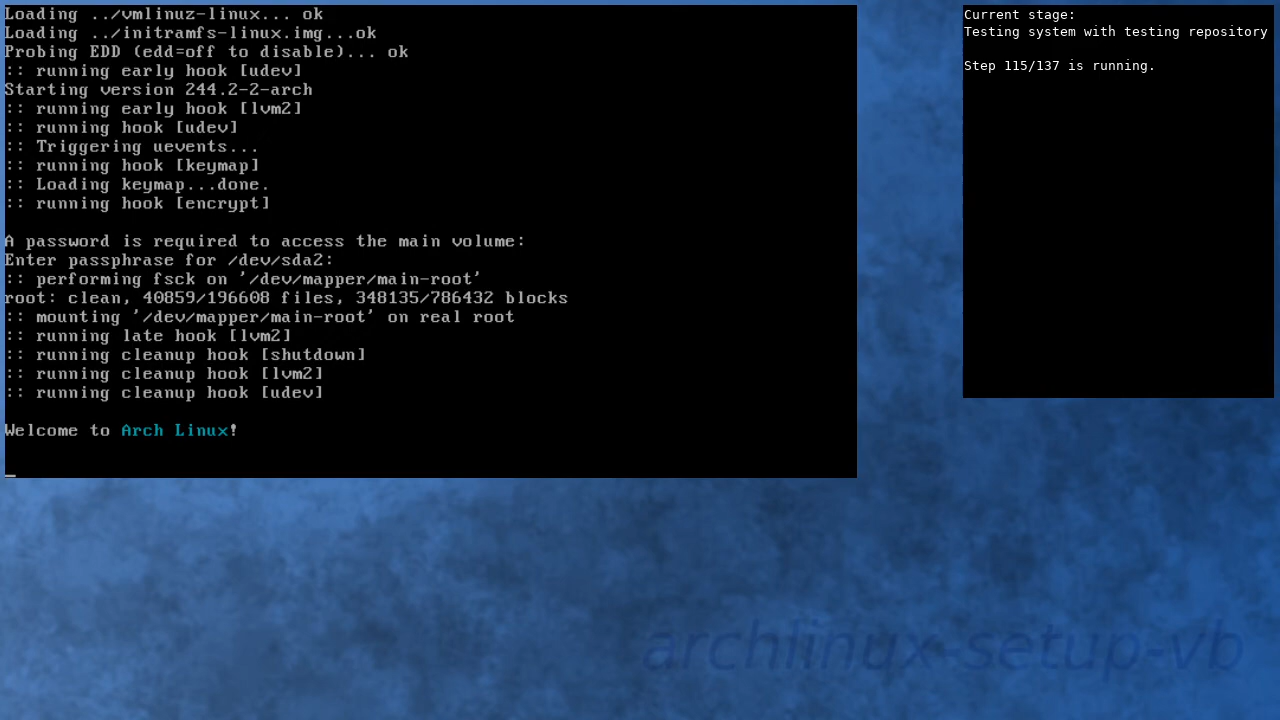 Loading ../vmlinuz-linux... ok
Loading ../initramfs-linux.img...ok
Probing EDD (edd=off to disable)... ok
:: running early hook [udev]
Starting version 244.2-2-arch
:: running early hook [lvm2]
:: running hook [udev]
:: Triggering uevents...
:: running hook [keymap]
:: Loading keymap...done.
:: running hook [encrypt]
A password is required to access the main volume:
Enter passphrase for /dev/sda2:
:: performing fsck on '/dev/mapper/main-root'
root: clean, 40859/196608 files, 348135/786432 blocks
:: mounting '/dev/mapper/main-root' on real root
:: running late hook [lvm2]
:: running cleanup hook [shutdown]
:: running cleanup hook [lvm2]
:: running cleanup hook [udev]
Welcome to Arch Linux!
_
Current stage:
Testing system with testing repository
Step 115/137 is running.
archlinux-setup-vb